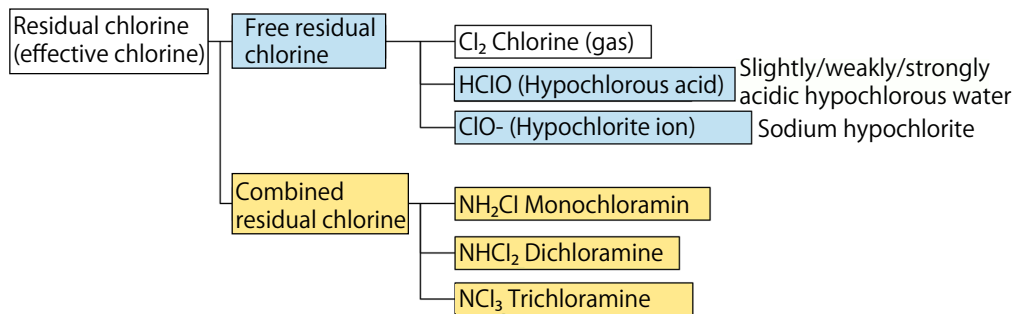 Residual chlorine
(effective chlorine)
Free residual
chlorine
Cl₂ Chlorine (gas)
HClO (Hypochlorous acid)
Slightly/weakly/strongly
acidic hypochlorous water
ClO- (Hypochlorite ion)
Sodium hypochlorite
Combined
residual chlorine
NH₂Cl Monochloramin
NHCl₂ Dichloramine
NCl₃ Trichloramine